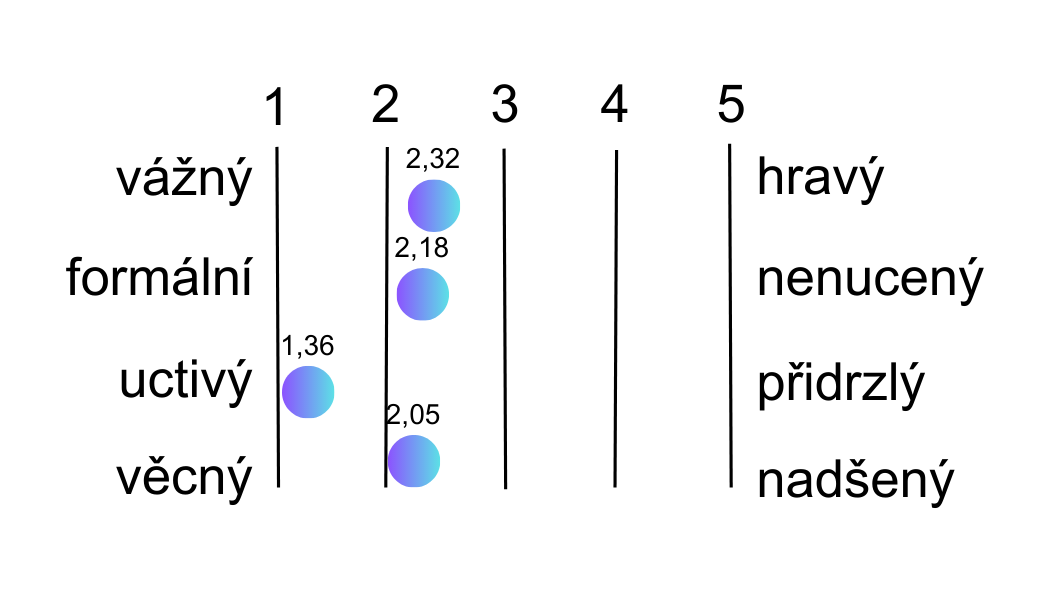 1 2 3 4 5
2,32
vážný hravý
2,18
formální nenucený
1,36
uctivý přidrzlý
2,05
věcný nadšený